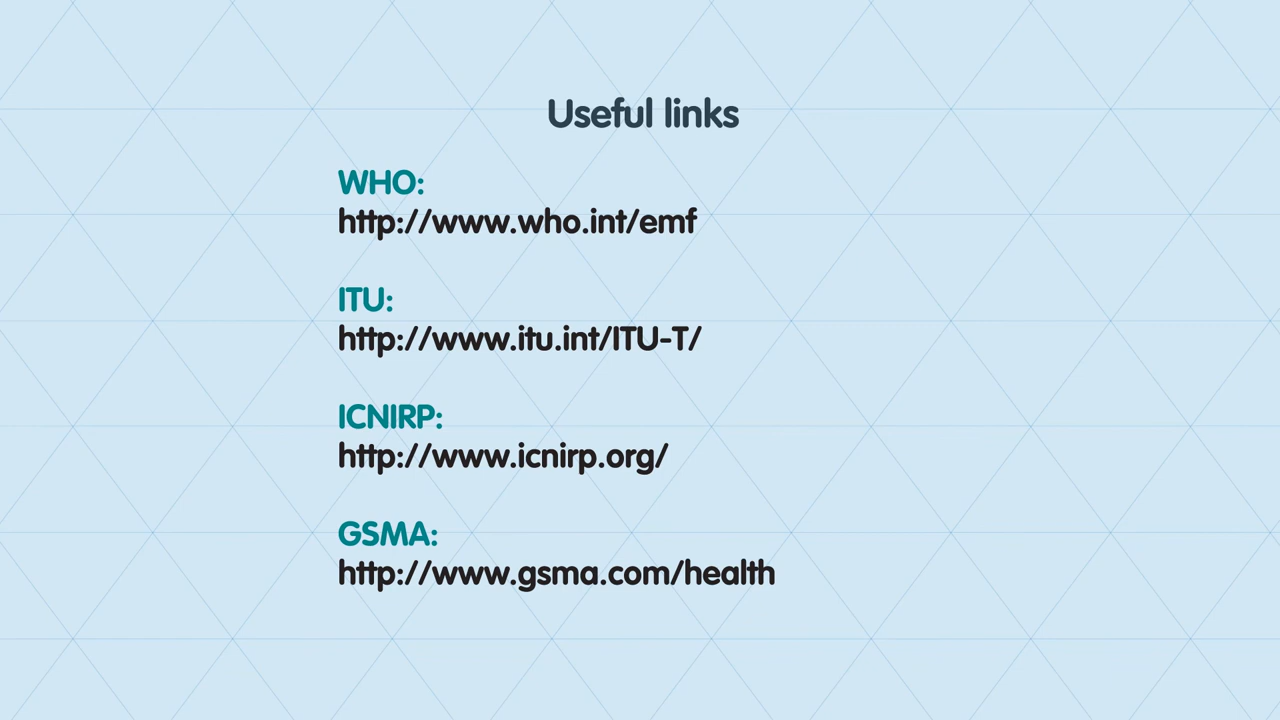 Useful links
WHO:
http://www.who.int/emf
ITU:
http://www.itu.int/ITU-T/
ICNIRP:
http://www.icnirp.org/
GSMA:
http://www.gsma.com/health